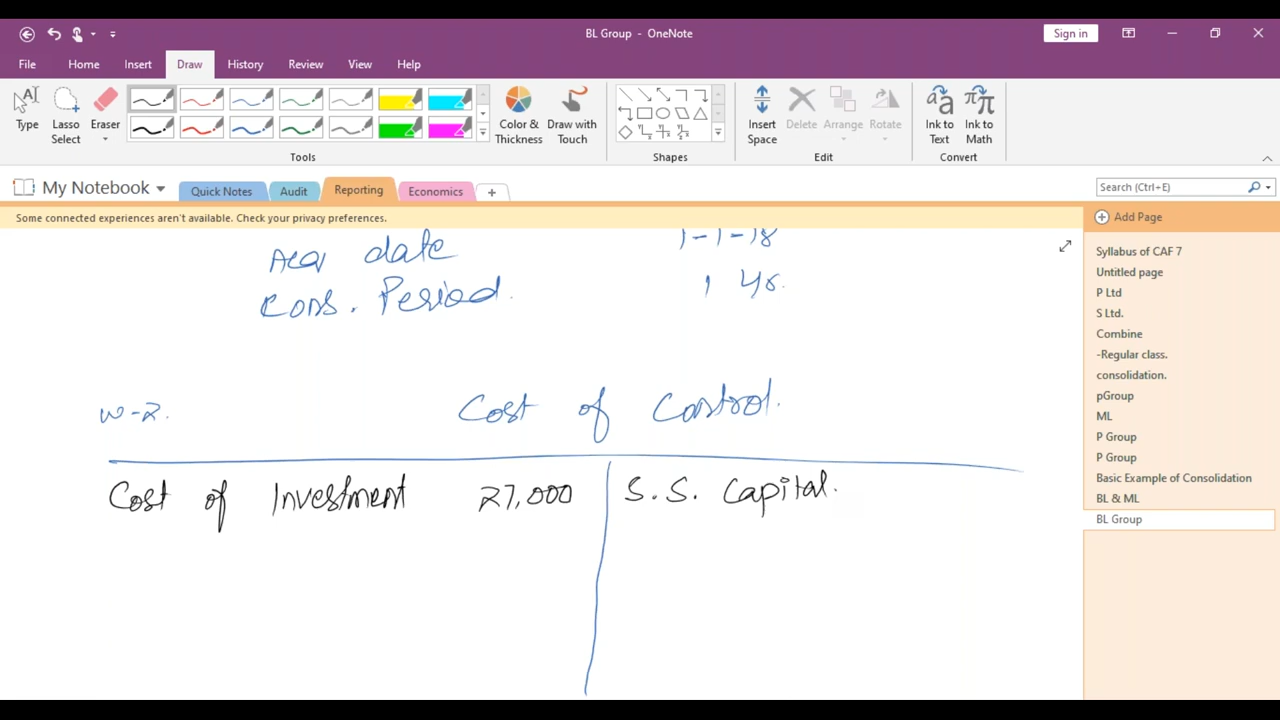 BL Group - OneNote
Sign in
File Home Insert Draw History Review View Help
Type
Lasso Select
Eraser
Color & Thickness
Draw with Touch
Insert Space
Delete
Arrange
Rotate
Ink to Text
Ink to Math
Tools
Shapes
Edit
Convert
My Notebook
Quick Notes
Audit
Reporting
Economics
Search (Ctrl+E)
Some connected experiences aren't available. Check your privacy preferences.
Add Page
Syllabus of CAF 7
Untitled page
P Ltd
S Ltd.
Combine
-Regular class.
consolidation.
pGroup
ML
P Group
P Group
Basic Example of Consolidation
BL & ML
BL Group
Acq date 1-1-18
Cons. Period. 1 yr.
W-2. Cost of Control.
Cost of Investment 27,000 S.S. Capital.